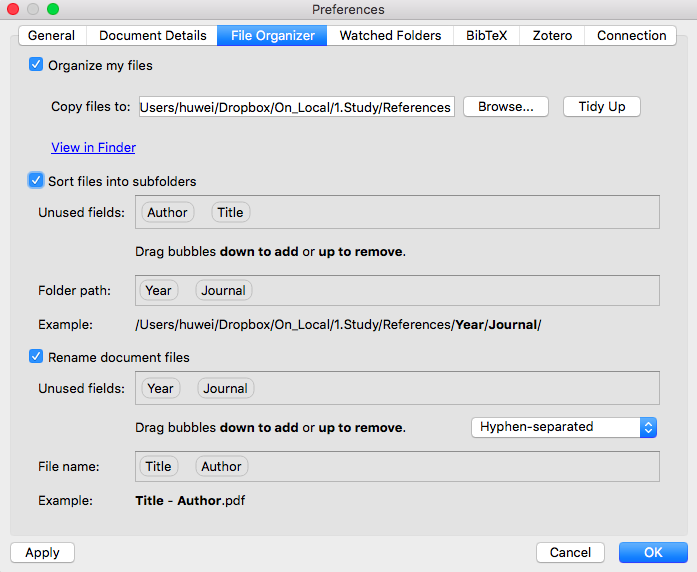 Preferences
General Document Details File Organizer Watched Folders BibTeX Zotero Connection
Organize my files
Copy files to: Users/huwei/Dropbox/On_Local/1.Study/References Browse... Tidy Up
View in Finder
Sort files into subfolders
Unused fields: Author Title
Drag bubbles down to add or up to remove.
Folder path: Year Journal
Example: /Users/huwei/Dropbox/On_Local/1.Study/References/Year/Journal/
Rename document files
Unused fields: Year Journal
Drag bubbles down to add or up to remove. Hyphen-separated
File name: Title Author
Example: Title - Author.pdf
Apply Cancel OK